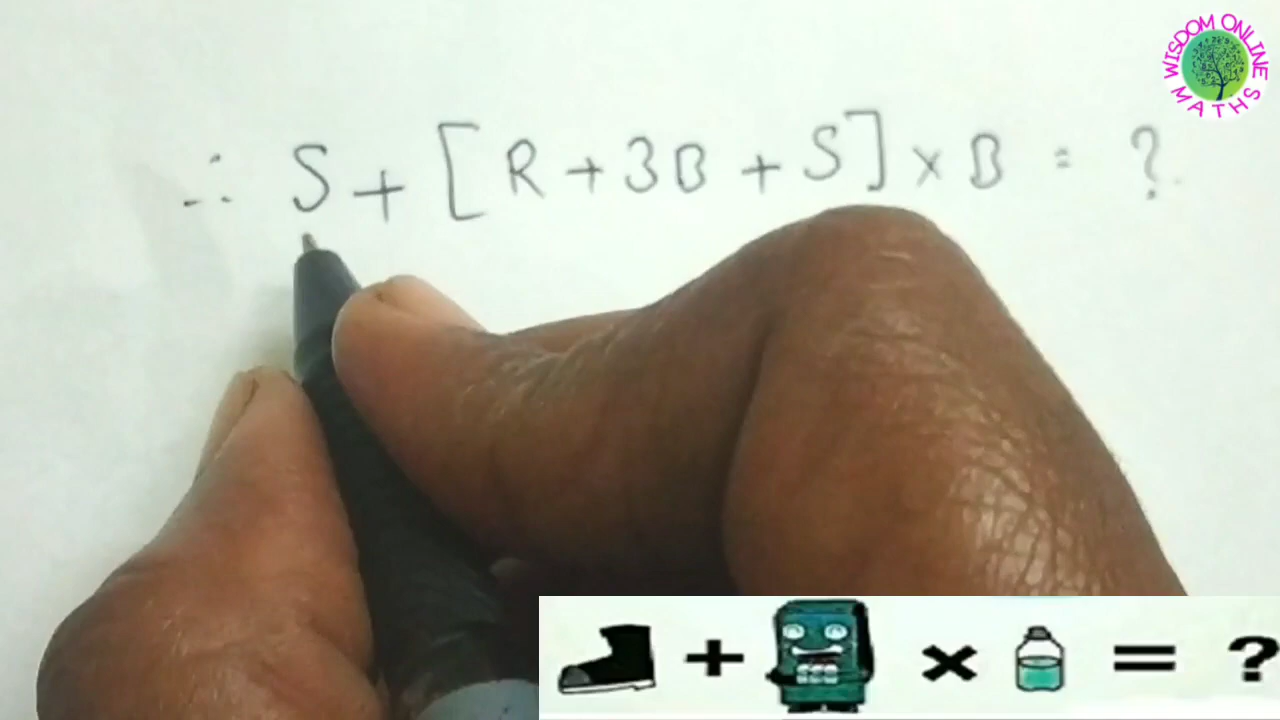 ∴ S + [R + 3B + S] × B = ?
+ × = ?
WISDOM ONLINE MATHS